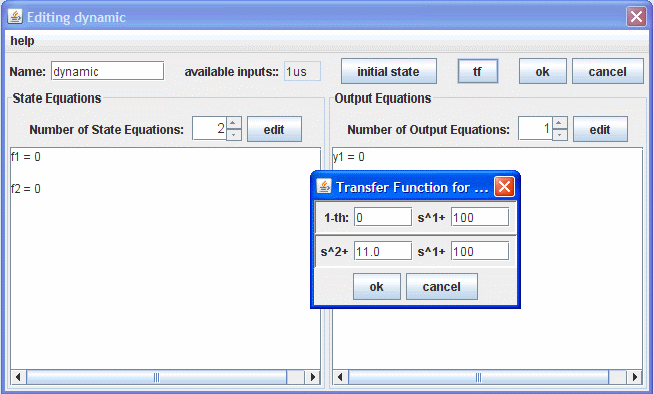 Editing dynamic
help
Name: dynamic available inputs:: 1us initial state tf ok cancel
State Equations Output Equations
Number of State Equations: 2 edit Number of Output Equations: 1 edit
f1 = 0 y1 = 0
f2 = 0
Transfer Function for ...
1-th: 0 s^1+ 100
s^2+ 11.0 s^1+ 100
ok cancel